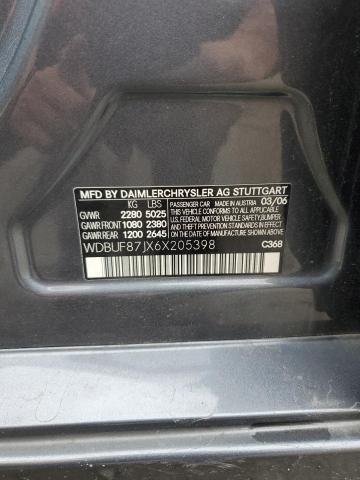 MFD BY DAIMLERCHRYSLER AG STUTTGART
KG LBS PASSENGER CAR MADE IN AUSTRIA 03/06
GVWR 2280 5025 THIS VEHICLE CONFORMS TO ALL APPLICABLE
GAWR FRONT 1080 2380 U.S. FEDERAL MOTOR VEHICLE SAFETY, BUMPER
GAWR REAR 1200 2645 AND THEFT PREVENTION STANDARDS IN EFFECT ON THE DATE OF MANUFACTURE SHOWN ABOVE.
WDBUF87JX6X205398 C368